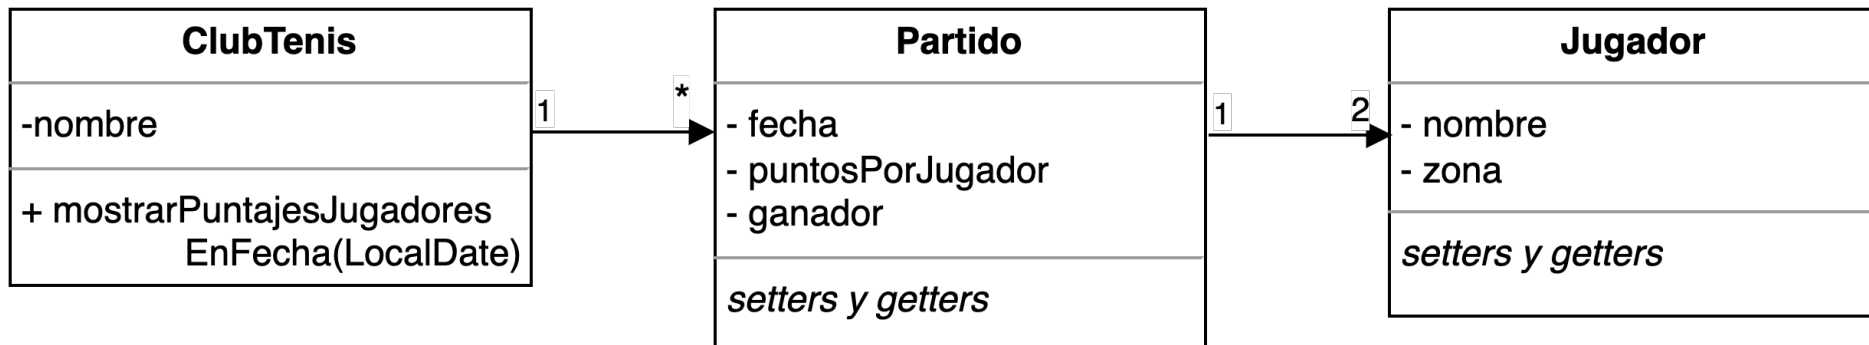 ClubTenis
-nombre
+ mostrarPuntajesJugadores
EnFecha(LocalDate)
1
*
Partido
- fecha
- puntosPorJugador
- ganador
setters y getters
1
2
Jugador
- nombre
- zona
setters y getters